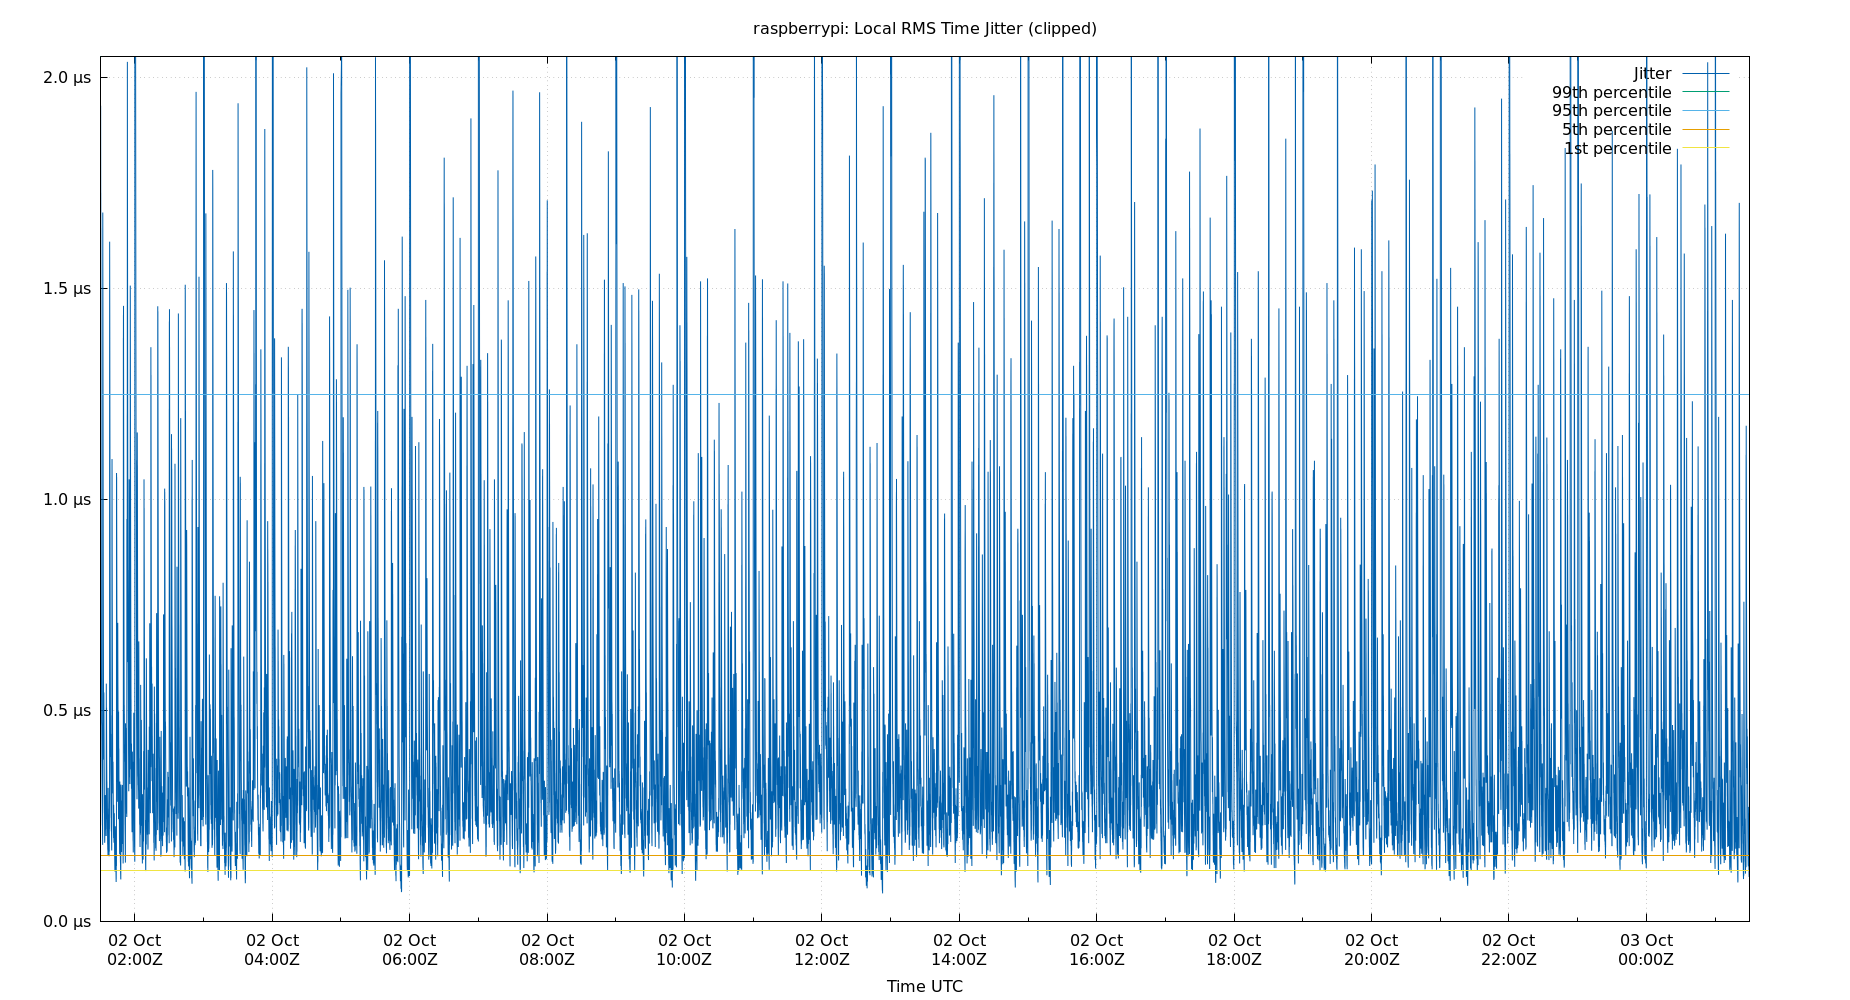 raspberrypi: Local RMS Time Jitter (clipped)
2.0 µs
1.5 µs
1.0 µs
0.5 µs
0.0 µs
Jitter
99th percentile
95th percentile
5th percentile
1st percentile
02 Oct 02 Oct 02 Oct 02 Oct 02 Oct 02 Oct 02 Oct 02 Oct 02 Oct 02 Oct 02 Oct 03 Oct
02:00Z 04:00Z 06:00Z 08:00Z 10:00Z 12:00Z 14:00Z 16:00Z 18:00Z 20:00Z 22:00Z 00:00Z
Time UTC